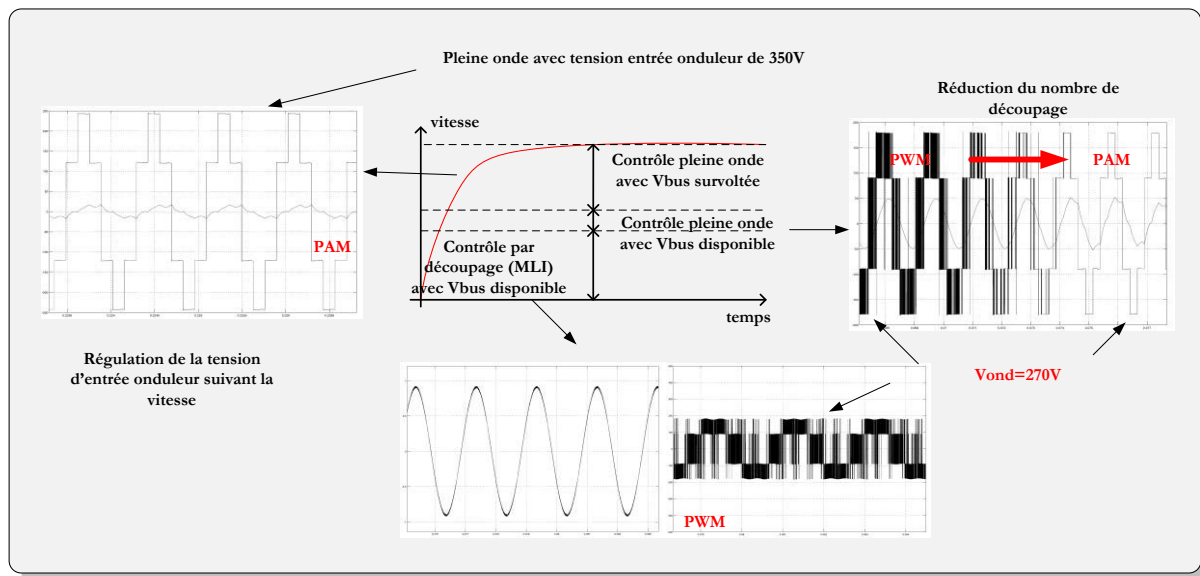 Pleine onde avec tension entrée onduleur de 350V
Réduction du nombre de
découpage
vitesse
PWM
PAM
Contrôle pleine onde
avec Vbus survoltée
PAM
Contrôle pleine onde
avec Vbus disponible
Contrôle par
découpage (MLI)
avec Vbus disponible
temps
Régulation de la tension
d'entrée onduleur suivant la
vitesse
Vond=270V
PWM